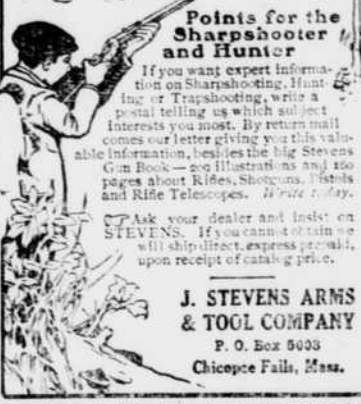 Points for the
Sharpshooter
and Hunter
If you want expert informa-
tion on Sharpshooting, Hunt-
ing or Trapshooting, write a
postal telling us which subject
interests you most. By return mail
comes our letter giving you this valu-
able information, besides the big Stevens
Gun Book—209 illustrations and 160
pages about Rifles, Shotguns, Pistols
and Rifle Telescopes. Write today.
☞Ask your dealer and insist on
STEVENS. If you cannot obtain we
will ship direct, express prepaid,
upon receipt of catalog price.
J. STEVENS ARMS
& TOOL COMPANY
P. O. Box
Chicopee Falls, Mass.